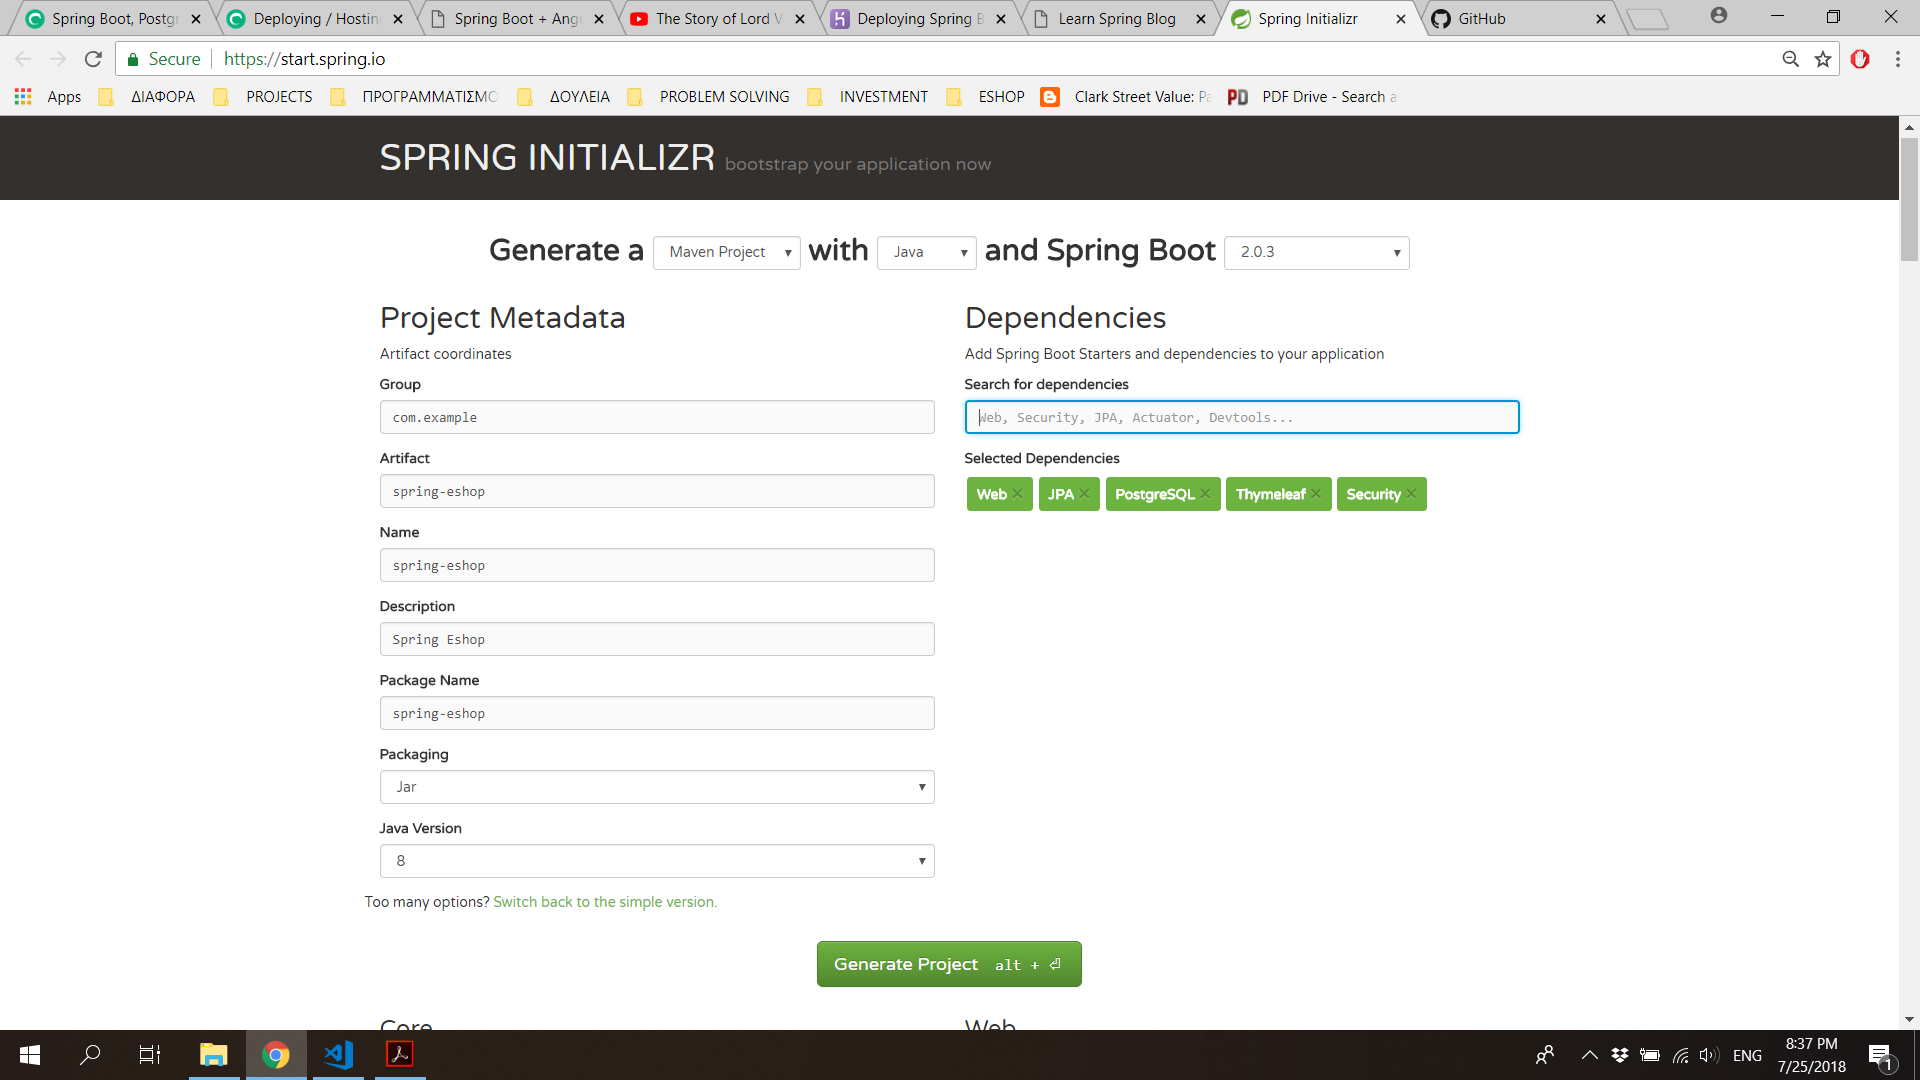 Spring Boot, Postgr
Deploying / Hostin
Spring Boot + Ang
The Story of Lord V
Deploying Spring B
Learn Spring Blog
Spring Initializr
GitHub
Secure https://start.spring.io
Apps ΔΙΑΦΟΡΑ PROJECTS ΠΡΟΓΡΑΜΜΑΤΙΣΜΟ ΔΟΥΛΕΙΑ PROBLEM SOLVING INVESTMENT ESHOP Clark Street Value: Pa PDF Drive - Search a
SPRING INITIALIZR bootstrap your application now
Generate a Maven Project with Java and Spring Boot 2.0.3
Project Metadata
Artifact coordinates
Group
com.example
Artifact
spring-eshop
Name
spring-eshop
Description
Spring Eshop
Package Name
spring-eshop
Packaging
Jar
Java Version
8
Too many options? Switch back to the simple version.
Dependencies
Add Spring Boot Starters and dependencies to your application
Search for dependencies
Web, Security, JPA, Actuator, Devtools...
Selected Dependencies
Web × JPA × PostgreSQL × Thymeleaf × Security ×
Generate Project alt + ⏎
Core
Web
ENG
8:37 PM
7/25/2018
1